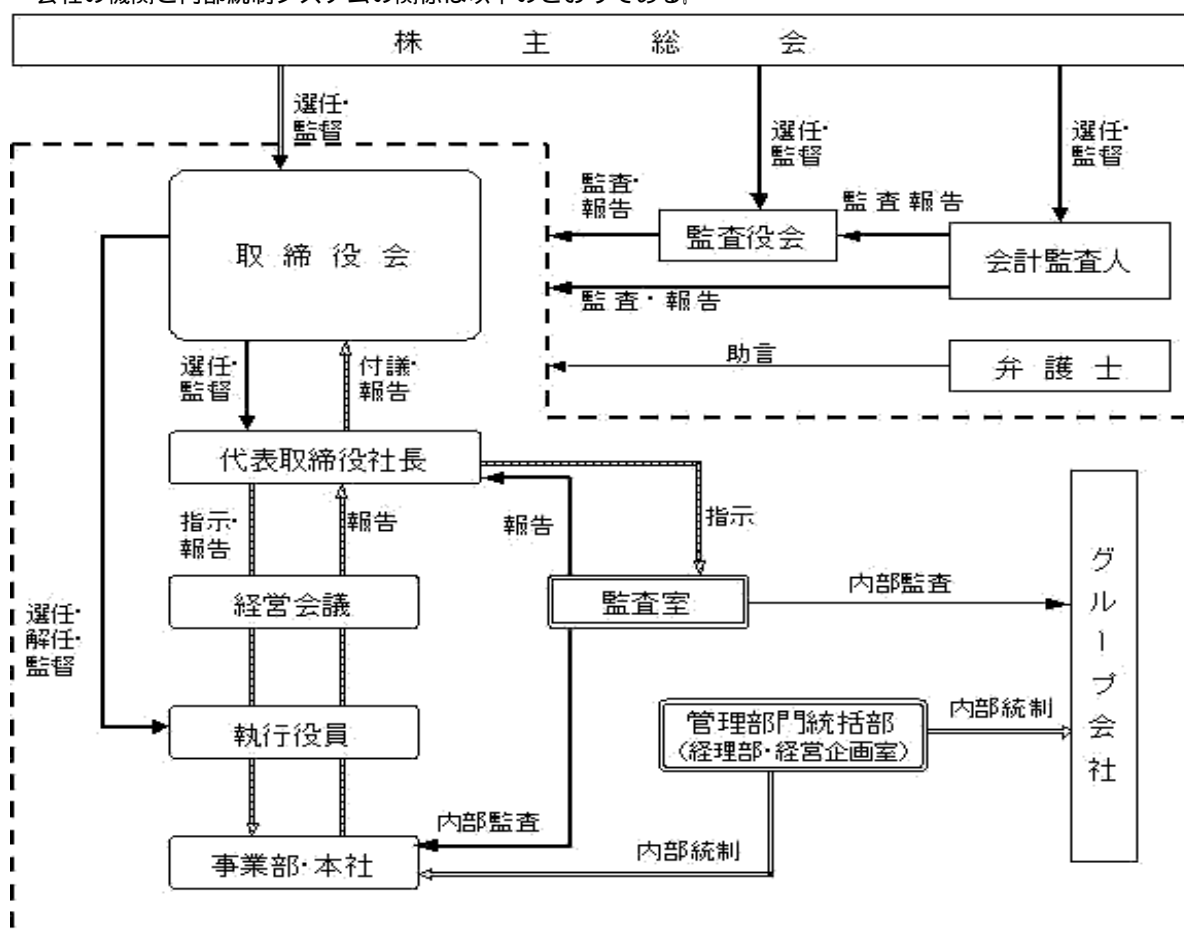 会社の機関と内部統制システムの関係は以下のとおりである。
株主総会
選任・
監督
選任・
監督
選任・
監督
取締役会
監査・
報告
監査役会
監査報告
会計監査人
監査・報告
助言
弁護士
選任・
監督
付議・
報告
代表取締役社長
指示・
報告
報告
報告
指示
経営会議
監査室
内部監査
グループ会社
選任・
解任・
監督
執行役員
管理部門統括部
（経理部・経営企画室）
内部統制
内部監査
事業部・本社
内部統制